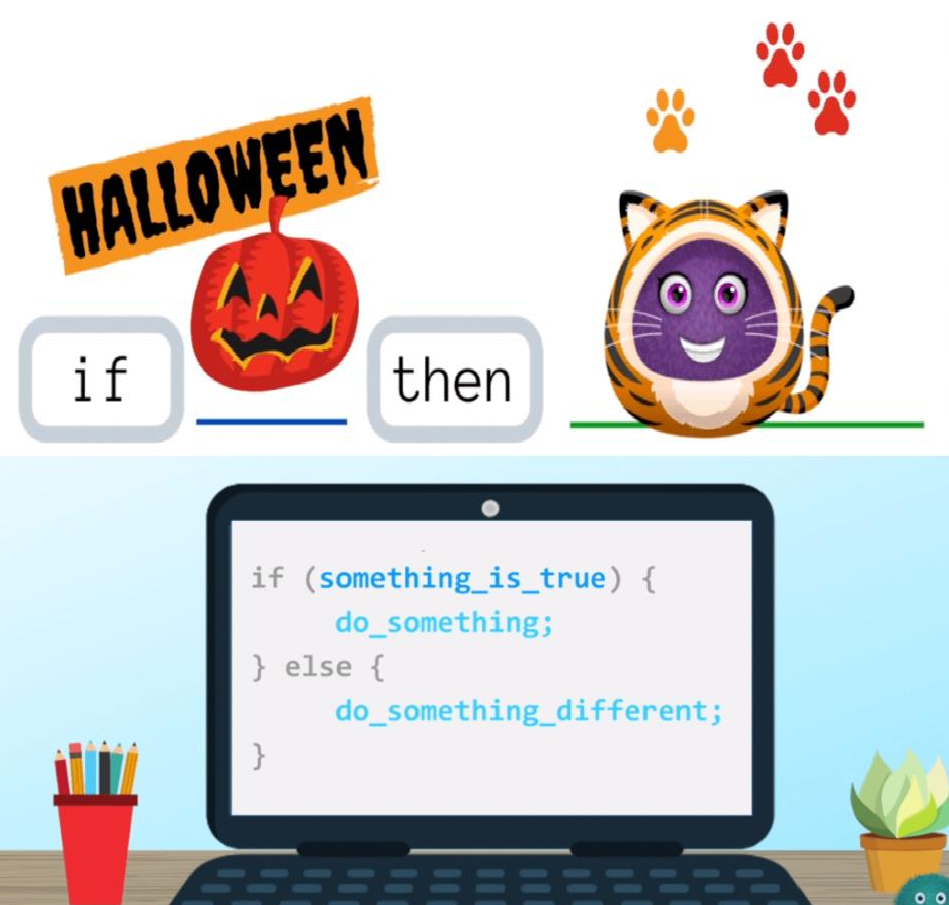 HALLOWEEN
if then
if (something_is_true) {
do_something;
} else {
do_something_different;
}